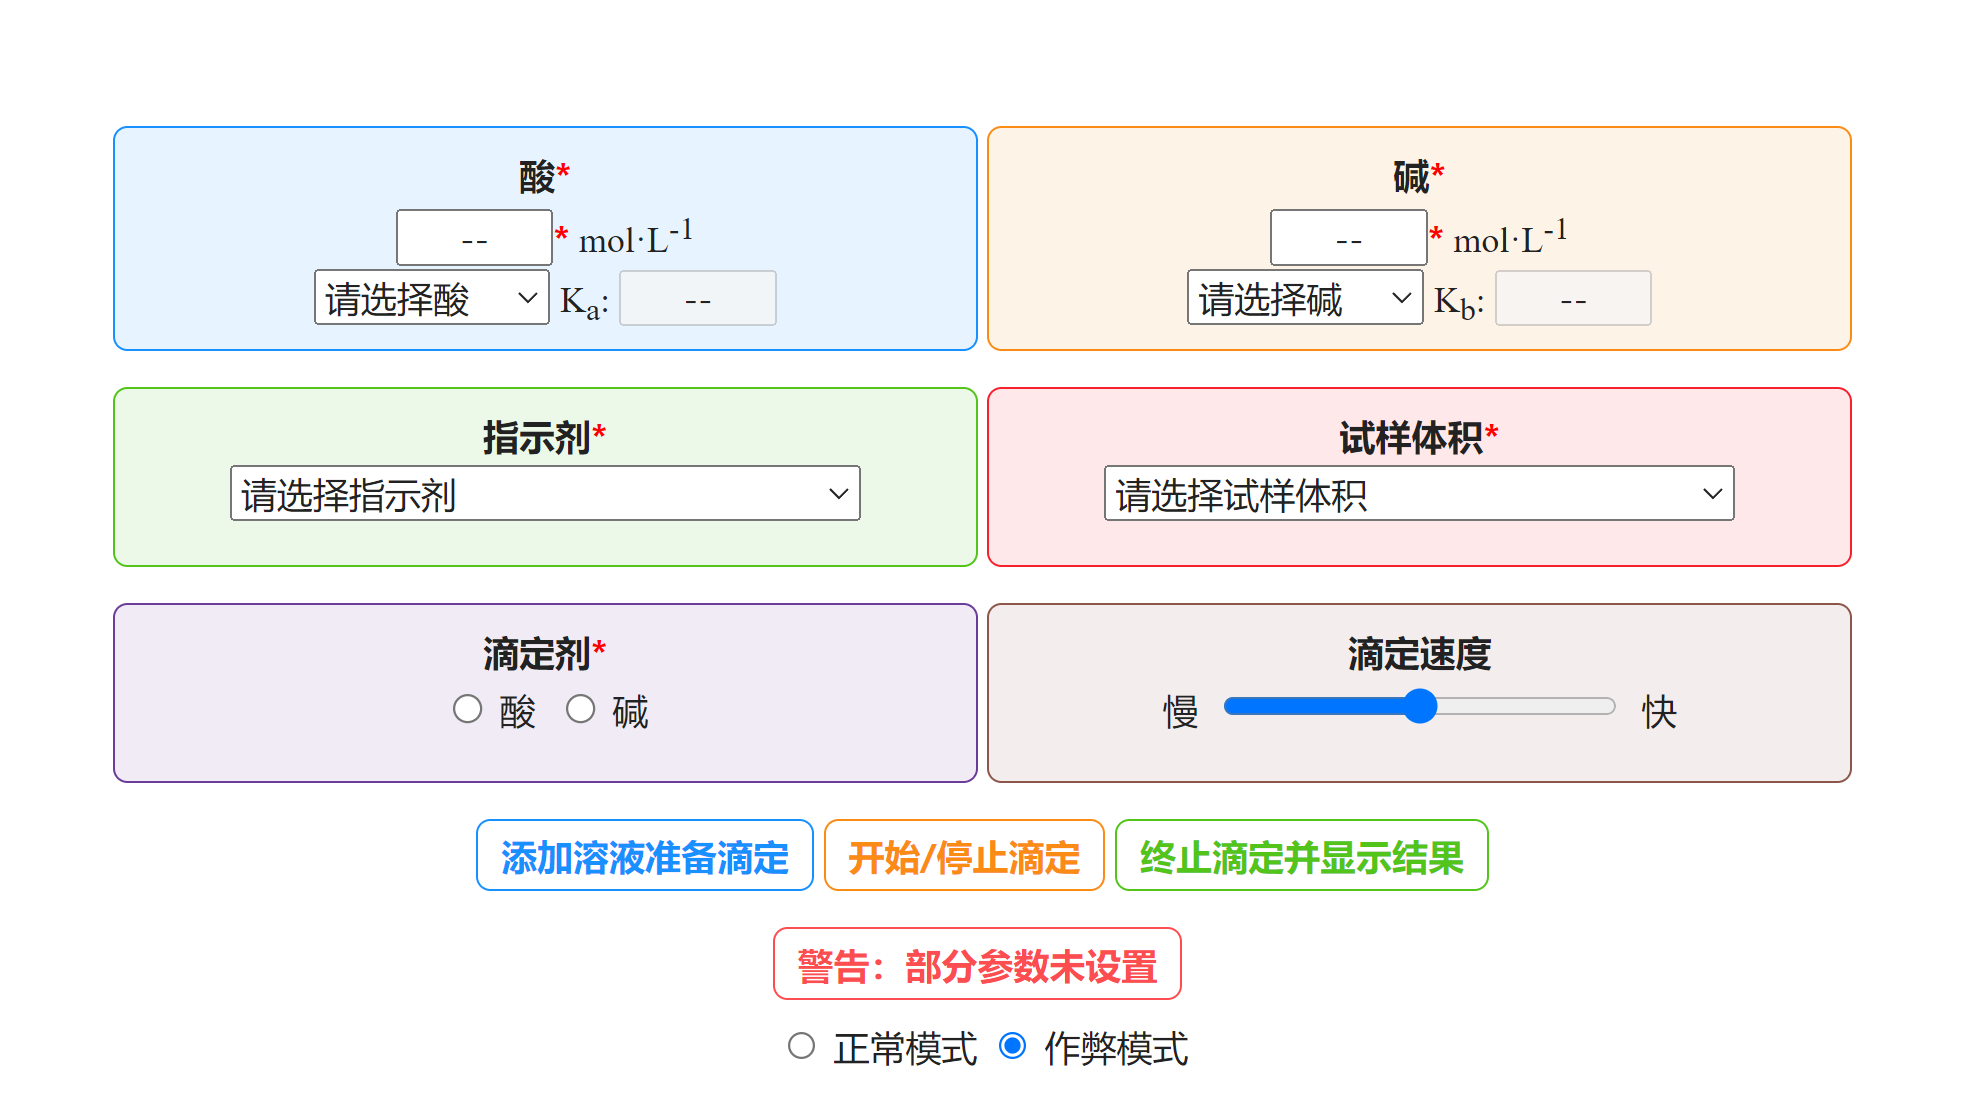 酸* 碱*
--* mol·L-1 --* mol·L-1
请选择酸 Ka: -- 请选择碱 Kb: --
指示剂* 试样体积*
请选择指示剂 请选择试样体积
滴定剂* 滴定速度
酸 碱 慢 快
添加溶液准备滴定 开始/停止滴定 终止滴定并显示结果
警告：部分参数未设置
正常模式 作弊模式